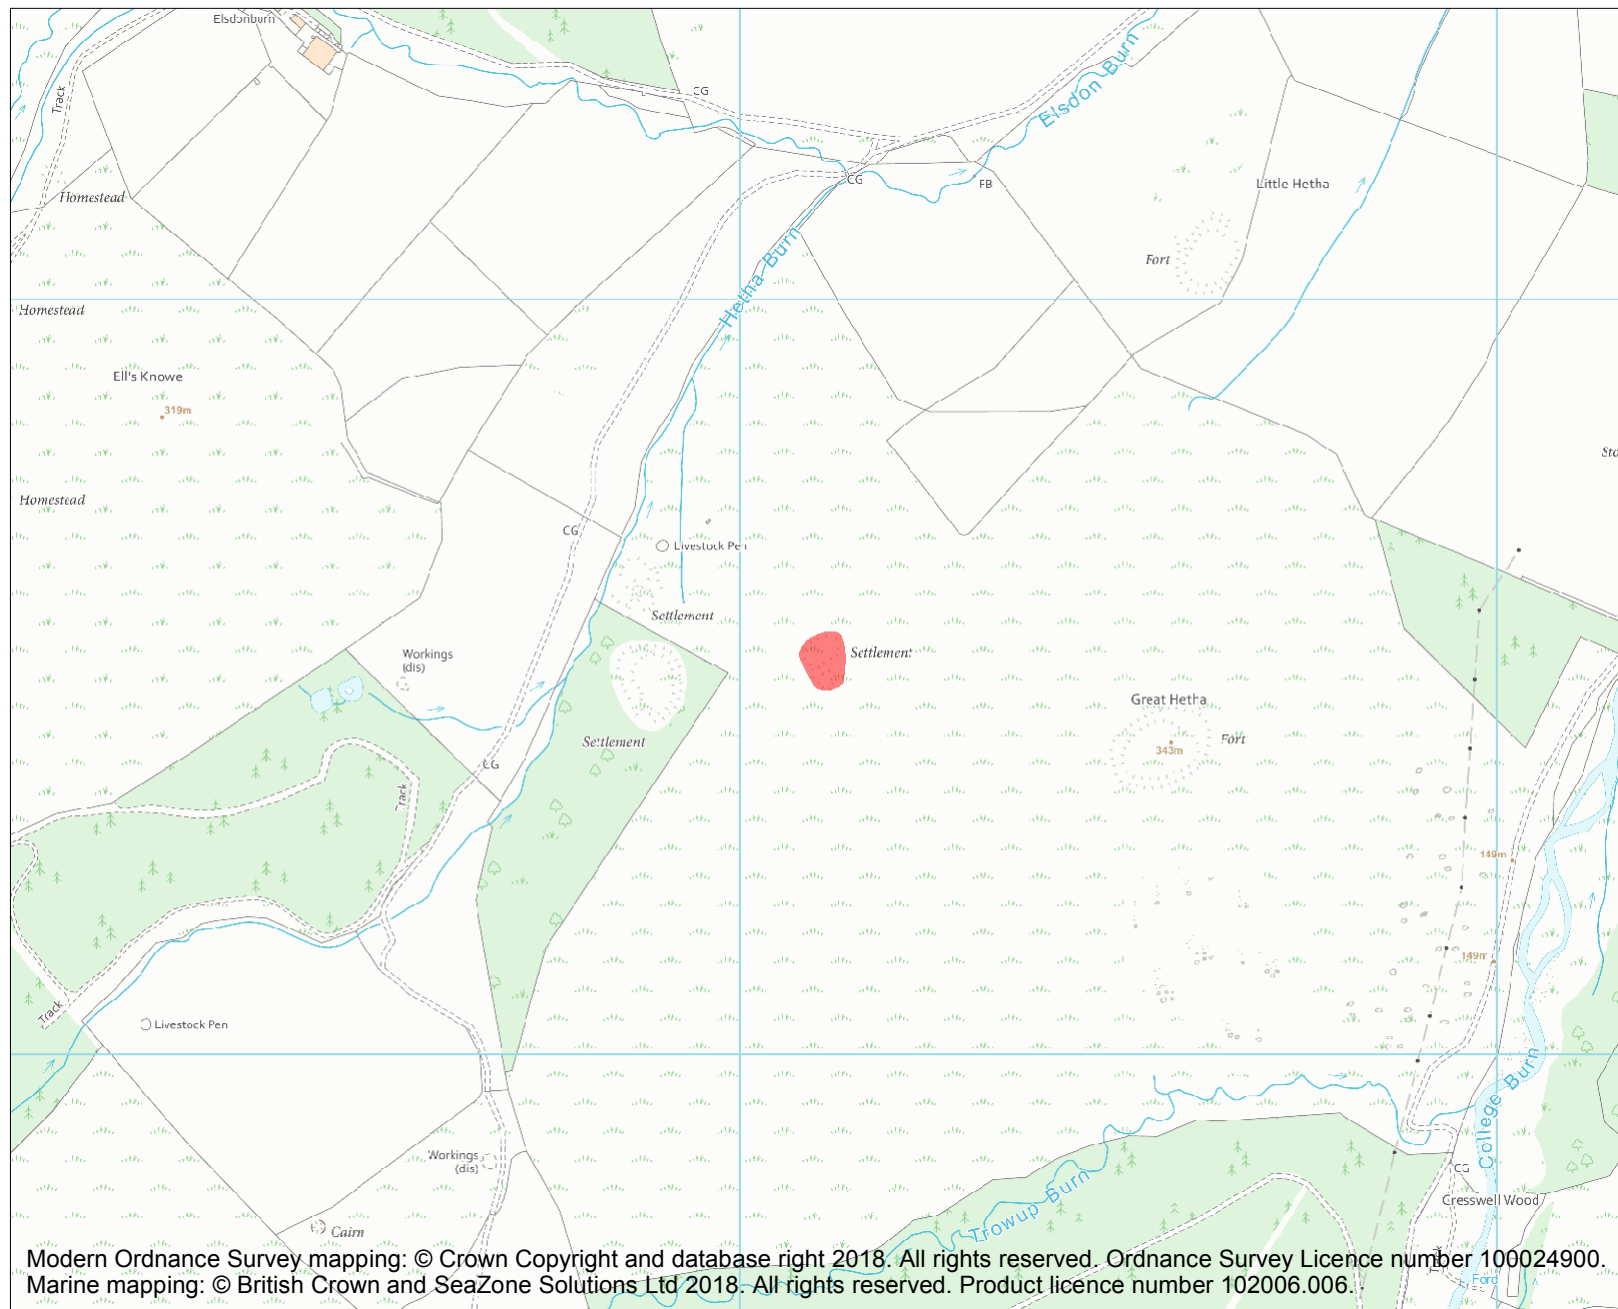 Elsdonburn
Track
CG
Elsdon Burn
Homestead
CG
FB
Little Hetha
Hetha Burn
Fort
Homestead
Ell's Knowe
319m
Homestead
CG
Livestock Pen
Settlement
Settlement
Workings
(dis)
Great Hetha
Fort
343m
Settlement
CG
Track
149m
149m
Track
Livestock Pen
College Burn
Workings
(dis)
CG
Cresswell Wood
Trowup Burn
Cairn
Track
Ford
Modern Ordnance Survey mapping: © Crown Copyright and database right 2018. All rights reserved. Ordnance Survey Licence number 100024900.
Marine mapping: © British Crown and SeaZone Solutions Ltd 2018. All rights reserved. Product licence number 102006.006.